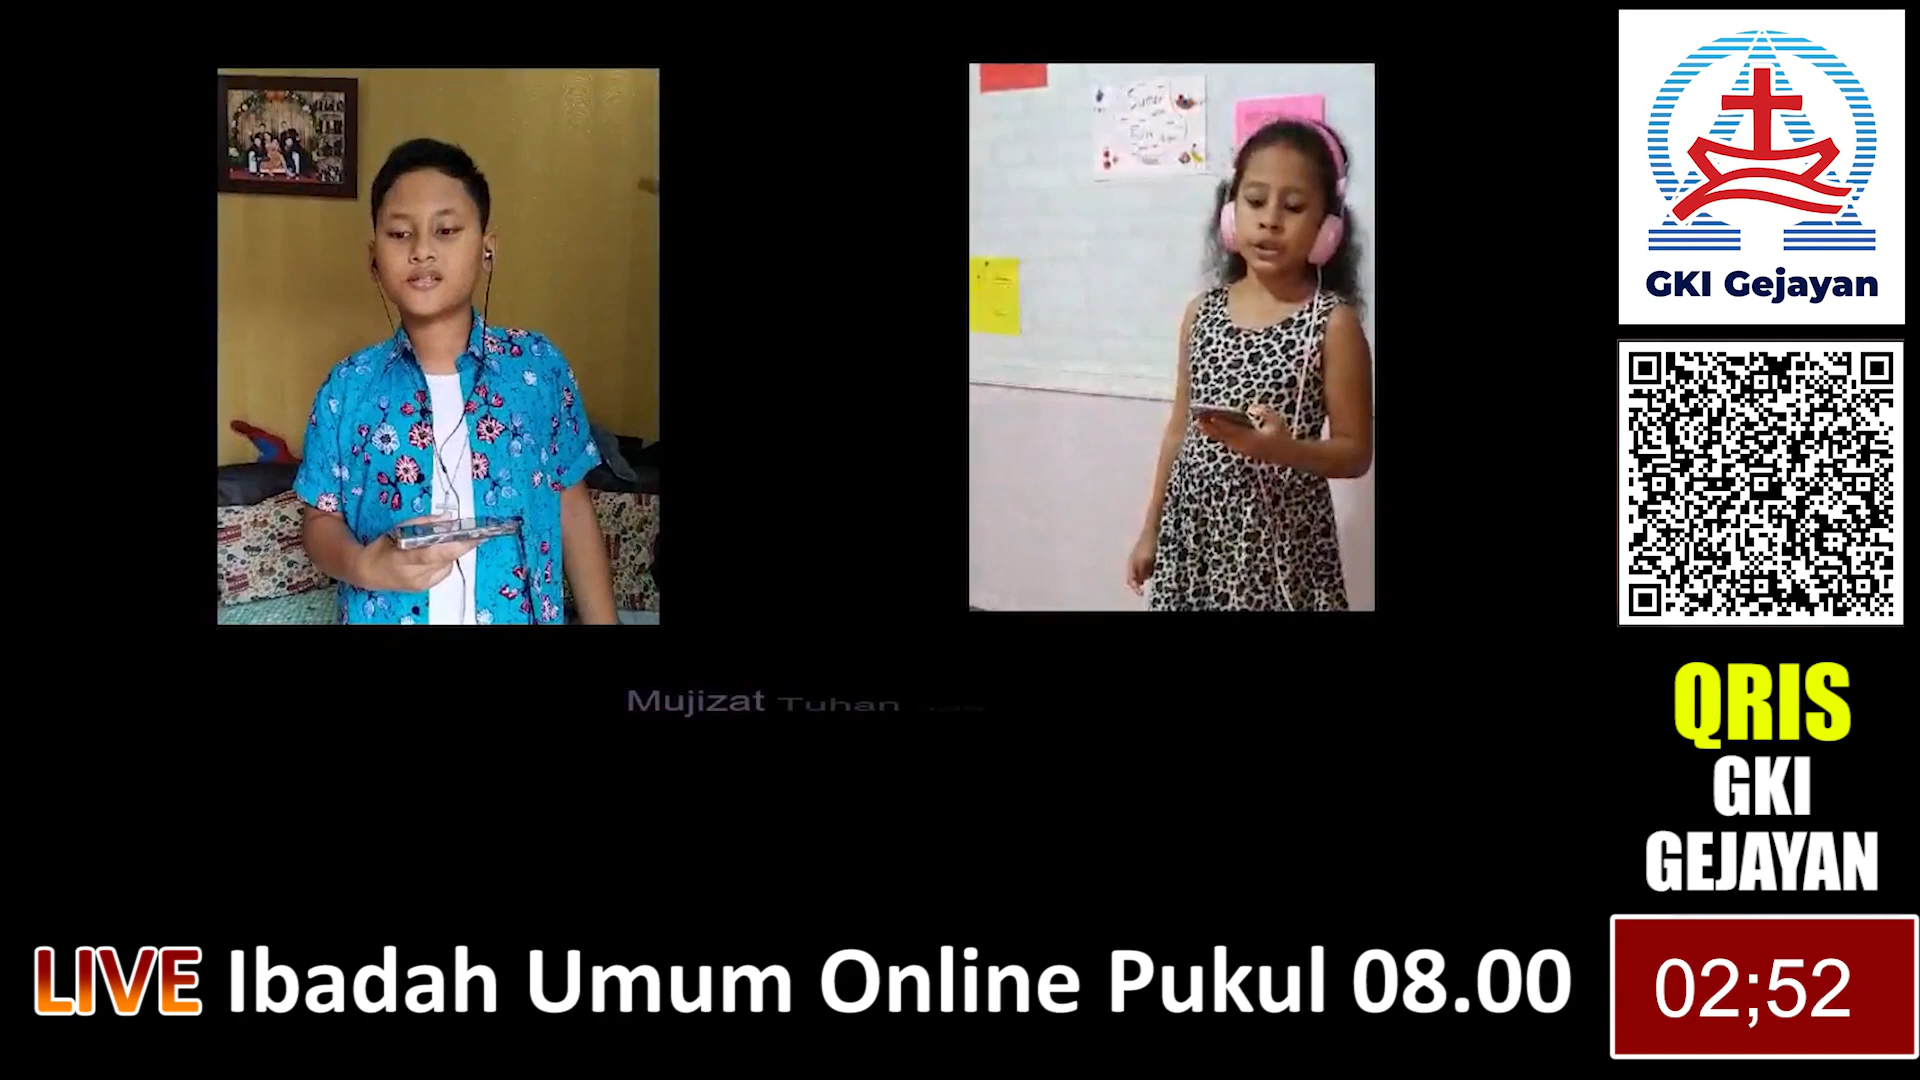 GKI Gejayan
Mujizat Tuhan
QRIS
GKI
GEJAYAN
LIVE Ibadah Umum Online Pukul 08.00
02;52